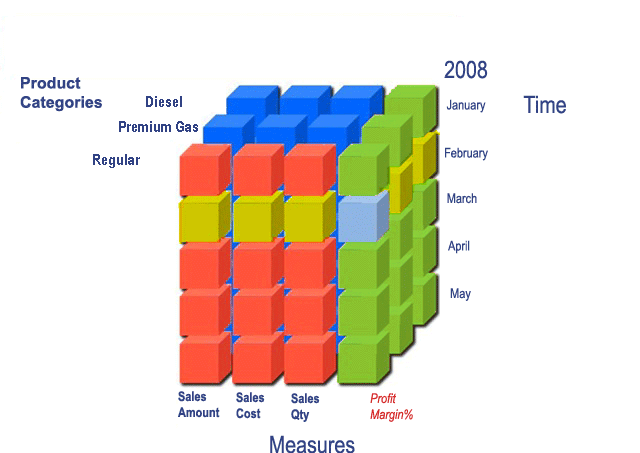 2008
Product
Categories
Diesel
January
Time
Premium Gas
Regular
February
March
April
May
Sales
Amount
Sales
Cost
Sales
Qty
Profit
Margin%
Measures